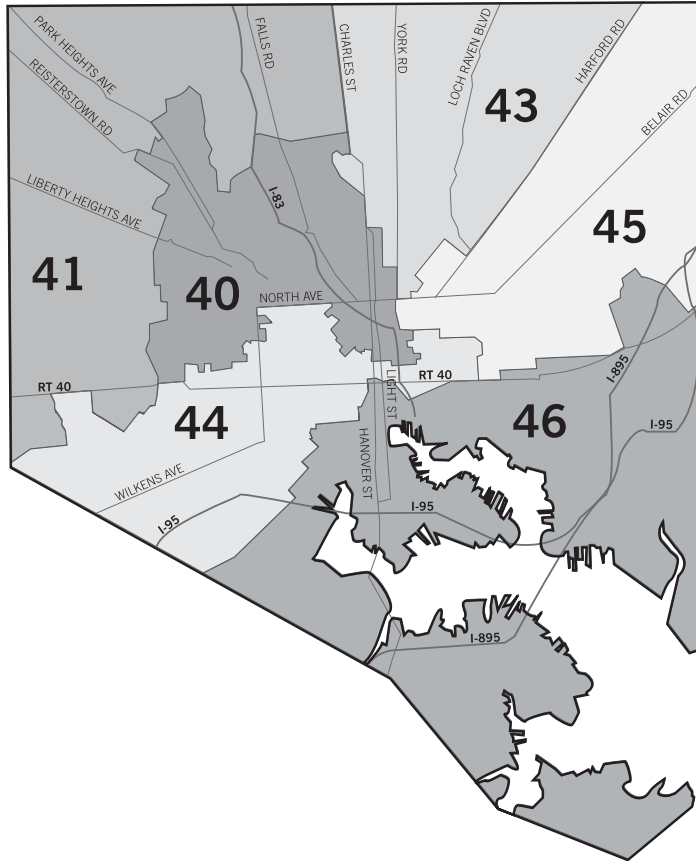 PARK HEIGHTS AVE
REISTERSTOWN RD
LIBERTY HEIGHTS AVE
FALLS RD
CHARLES ST
YORK RD
LOCH RAVEN BLVD
HARFORD RD
BELAIR RD
43
45
I-83
41
40
NORTH AVE
RT 40
RT 40
LIGHT ST
I-895
44
46
I-95
HANOVER ST
WILKENS AVE
I-95
I-95
I-895